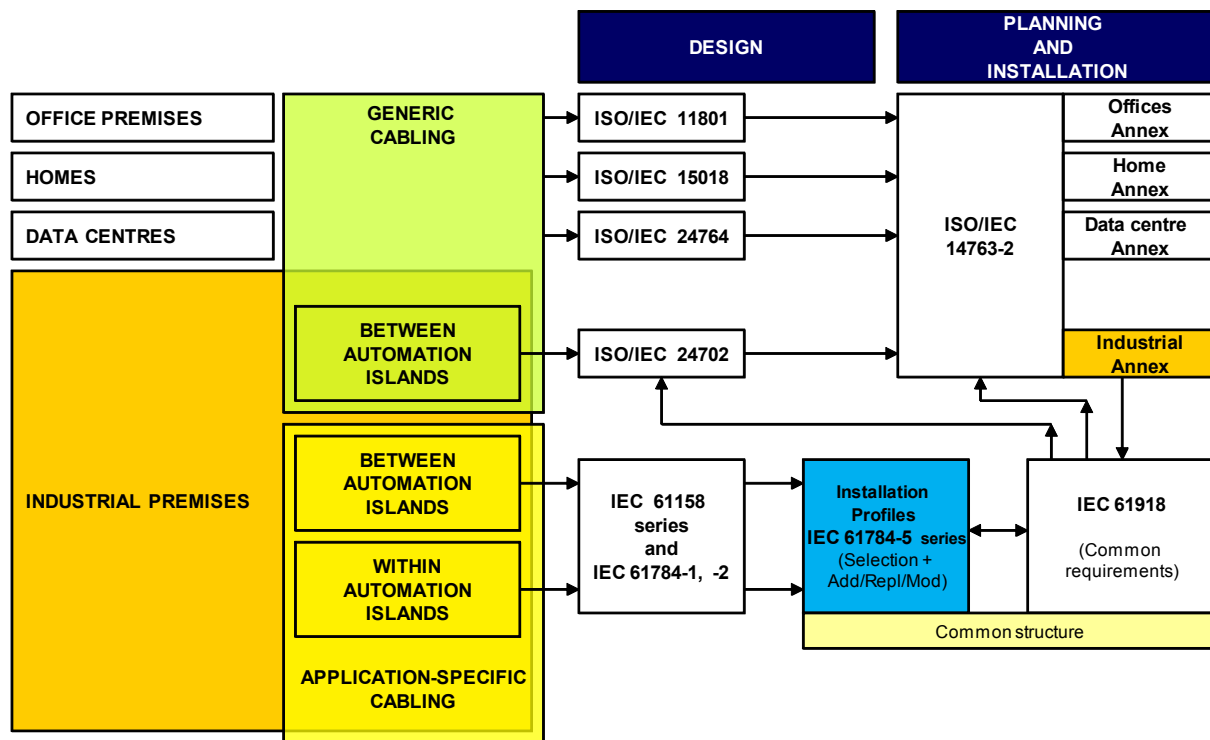 DESIGN
PLANNING
AND
INSTALLATION
OFFICE PREMISES
GENERIC
CABLING
ISO/IEC 11801
Offices
Annex
HOMES
ISO/IEC 15018
Home
Annex
DATA CENTRES
ISO/IEC 24764
ISO/IEC
14763-2
Data centre
Annex
BETWEEN
AUTOMATION
ISLANDS
ISO/IEC 24702
Industrial
Annex
INDUSTRIAL PREMISES
BETWEEN
AUTOMATION
ISLANDS
WITHIN
AUTOMATION
ISLANDS
APPLICATION-SPECIFIC
CABLING
IEC 61158
series
and
IEC 61784-1, -2
Installation
Profiles
IEC 61784-5 series
(Selection +
Add/Repl/Mod)
IEC 61918
(Common
requirements)
Common structure